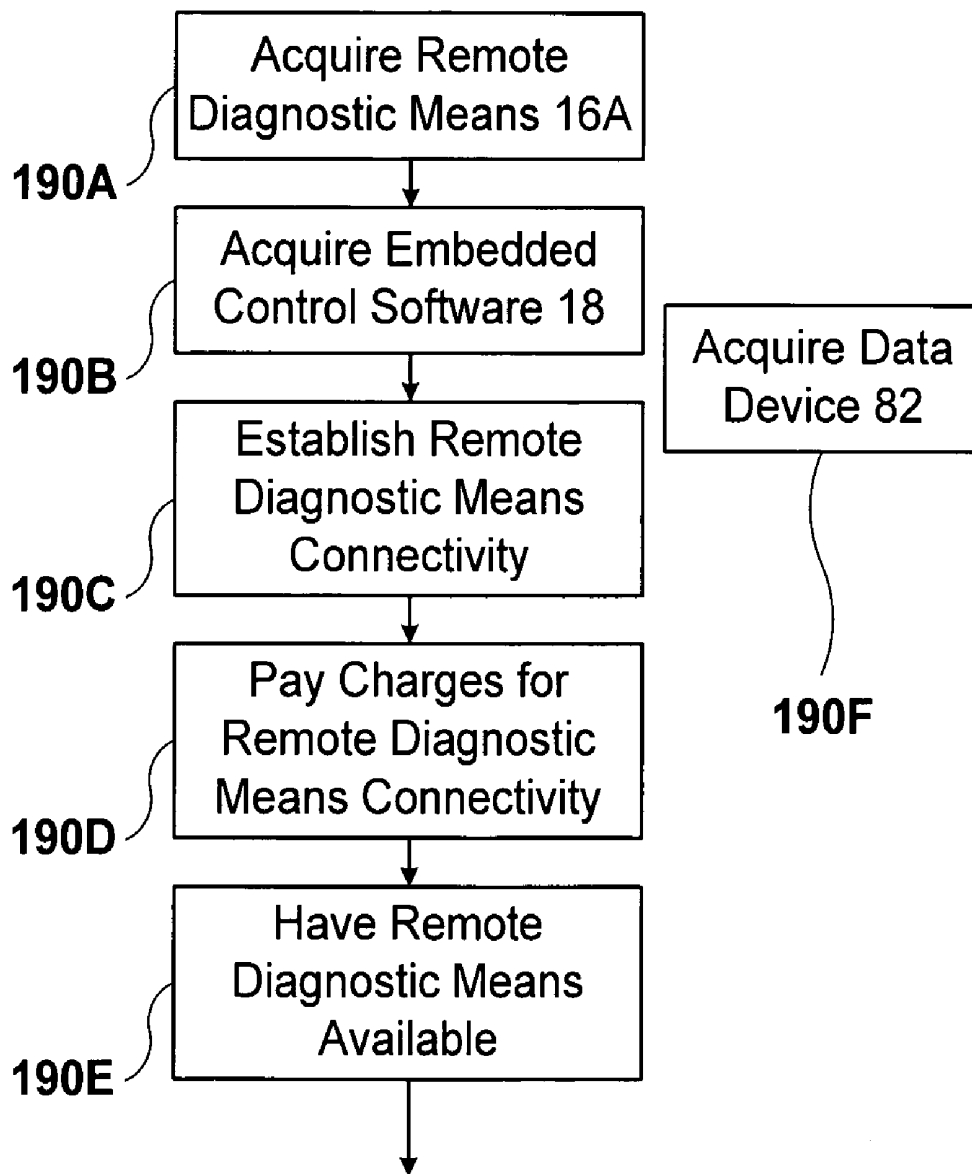 Acquire Remote
Diagnostic Means 16A
190A
Acquire Embedded
Control Software 18
190B
Acquire Data
Device 82
190F
Establish Remote
Diagnostic Means
Connectivity
190C
Pay Charges for
Remote Diagnostic
Means Connectivity
190D
Have Remote
Diagnostic Means
Available
190E